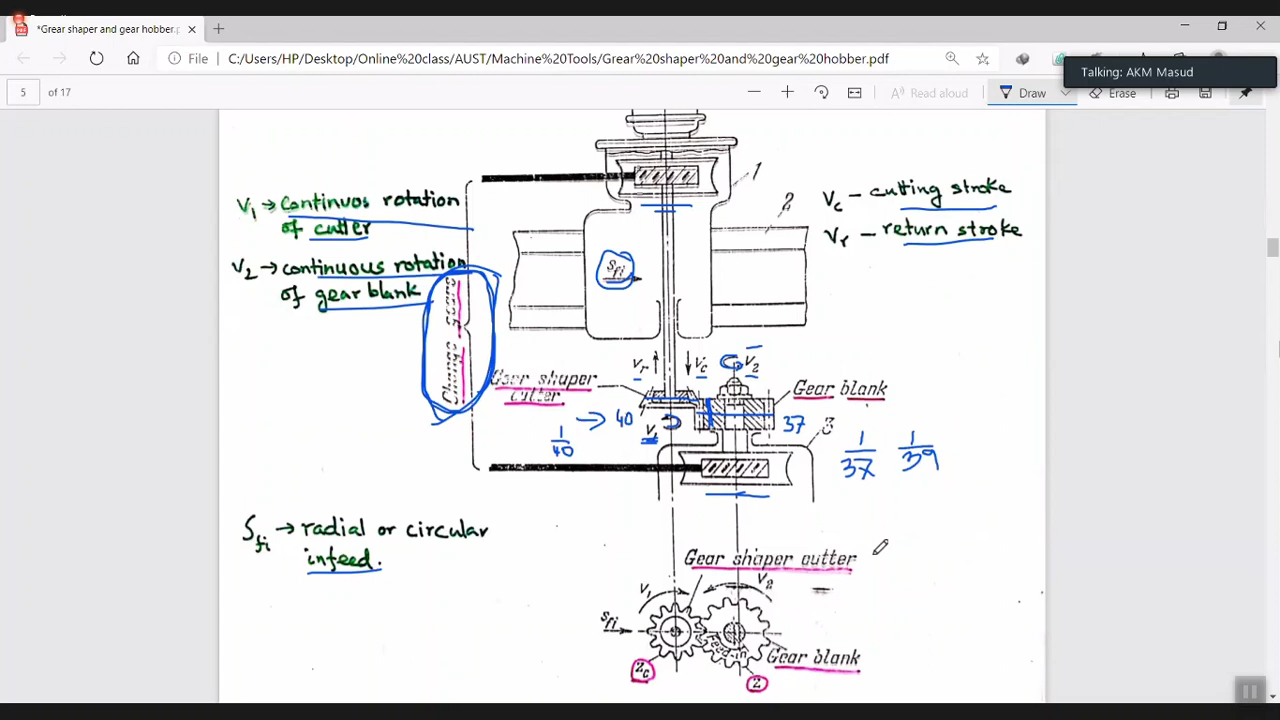 *Grear shaper and gear hobber.p
File
C:/Users/HP/Desktop/Online%20class/AUST/Machine%20Tools/Grear%20shaper%20and%20gear%20hobber.pdf
Talking: AKM Masud
5 of 17
Read aloud
Draw
Erase
1
2
V1 → Continuos rotation
of cutter
V2 → continuous rotation
of gear blank
Vc – cutting stroke
Vr – return stroke
Sfi
Change gears
Vr
Vc
V2
Gear shaper
cutter
Gear blank
1/40
→ 40
V1
37
3
1/37 1/39
Sfi → radial or circular
infeed.
Gear shaper cutter
V1
V2
Sfi
Feed-in
Gear blank
Zc
Z